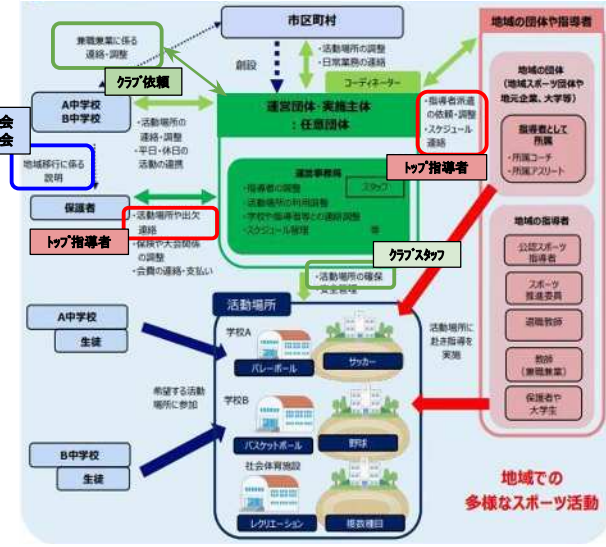 市区町村
地域の団体や指導者
兼職兼業に係る
連絡・調整
創設
・活動場所の調整
・日常業務の連絡
クラブ依頼
コーディネーター
地域の団体
(地域スポーツ団体や
地元企業、大学等)
会
会
A中学校
B中学校
・活動場所の
連絡・調整
・平日・休日の
活動の連携
運営団体・実施主体
:任意団体
・指導者派遣
の依頼・調整
・スケジュール
連絡
指導者として
所属
・所属コーチ
・所属アスリート
地域移行に係る
説明
トップ指導者
運営事務局
スタッフ
・指導者の調整
・活動場所の利用調整
・学校や指導者等との連絡調整
・スケジュール管理 等
保護者
・活動場所や出欠
連絡
・保険や大会関係
の調整
・会費の連絡・支払い
トップ指導者
クラブスタッフ
地域の指導者
公認スポーツ
指導者
スポーツ
推進委員
退職教師
教師
(兼職兼業)
保護者や
大学生
・活動場所の確保
・安全管理
活動場所
A中学校
生徒
学校A
バレーボール
サッカー
活動場所に
赴き指導を
実施
希望する活動
場所に参加
学校B
バスケットボール
野球
B中学校
生徒
社会体育施設
レクリエーション
複数種目
地域での
多様なスポーツ活動